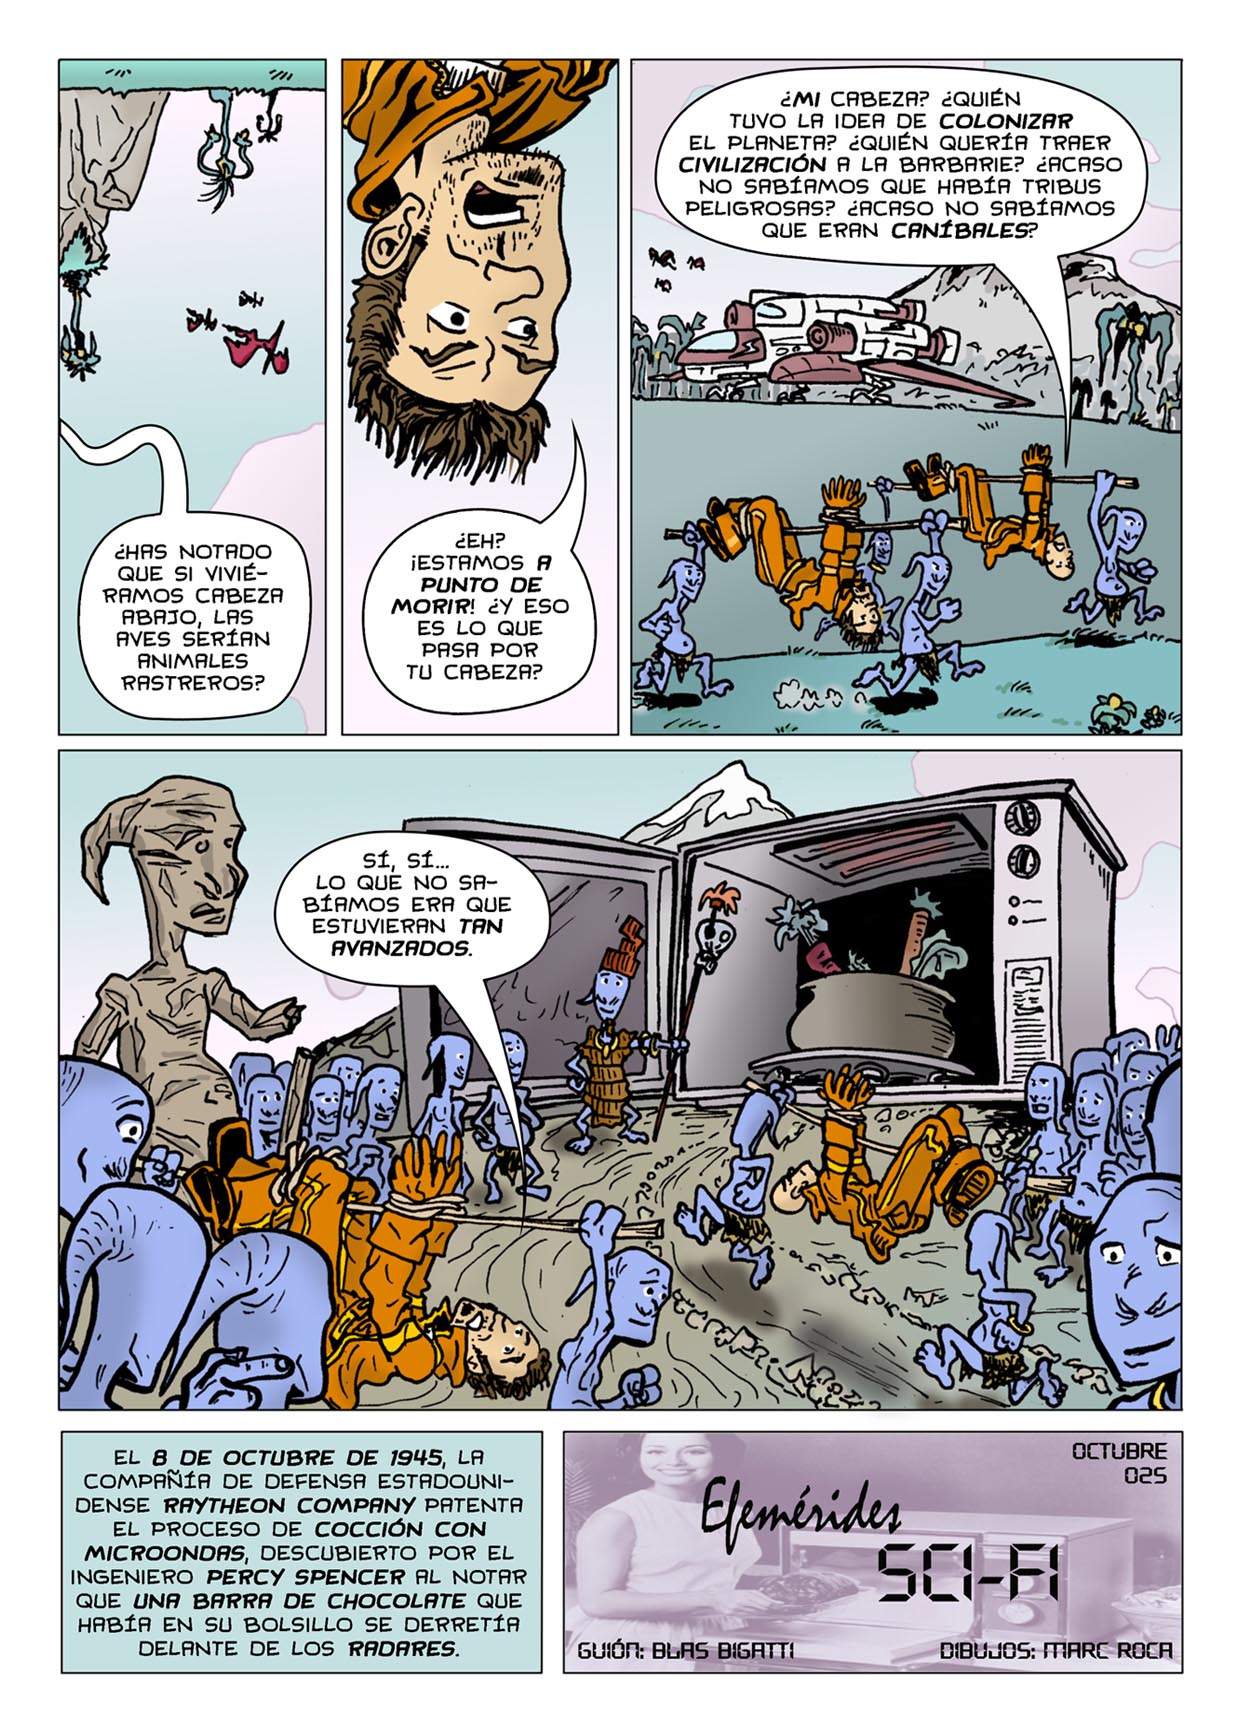 ¿HAS NOTADO
QUE SI VIVIÉ-
RAMOS CABEZA
ABAJO, LAS
AVES SERÍAN
ANIMALES
RASTREROS?
¿EH?
¡ESTAMOS A
PUNTO DE
MORIR! ¿Y ESO
ES LO QUE
PASA POR
TU CABEZA?
¿MI CABEZA? ¿QUIÉN
TUVO LA IDEA DE COLONIZAR
EL PLANETA? ¿QUIÉN QUERÍA TRAER
CIVILIZACIÓN A LA BARBARIE? ¿ACASO
NO SABÍAMOS QUE HABÍA TRIBUS
PELIGROSAS? ¿ACASO NO SABÍAMOS
QUE ERAN CANÍBALES?
SÍ, SÍ...
LO QUE NO SA-
BÍAMOS ERA QUE
ESTUVIERAN TAN
AVANZADOS.
EL 8 DE OCTUBRE DE 1945, LA
COMPAÑÍA DE DEFENSA ESTADOUNI-
DENSE RAYTHEON COMPANY PATENTA
EL PROCESO DE COCCIÓN CON
MICROONDAS, DESCUBIERTO POR EL
INGENIERO PERCY SPENCER AL NOTAR
QUE UNA BARRA DE CHOCOLATE QUE
HABÍA EN SU BOLSILLO SE DERRETÍA
DELANTE DE LOS RADARES.
OCTUBRE
025
Efemérides
SCI-FI
GUIÓN: BLAS BIGATTI
DIBUJOS: MARC ROCA